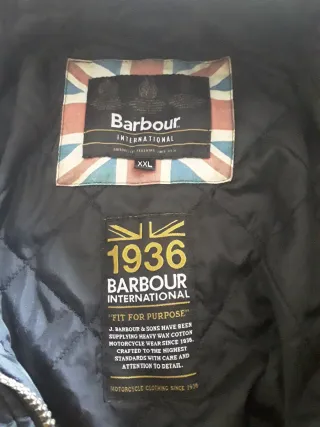 Barbour
INTERNATIONAL
XXL
1936
BARBOUR
INTERNATIONAL
"FIT FOR PURPOSE"
J. BARBOUR & SONS HAVE BEEN
SUPPLYING HEAVY WAX COTTON
MOTORCYCLE WEAR SINCE 1936.
CRAFTED TO THE HIGHEST
STANDARDS WITH CARE AND
ATTENTION TO DETAIL.
MOTORCYCLE CLOTHING SINCE 1936